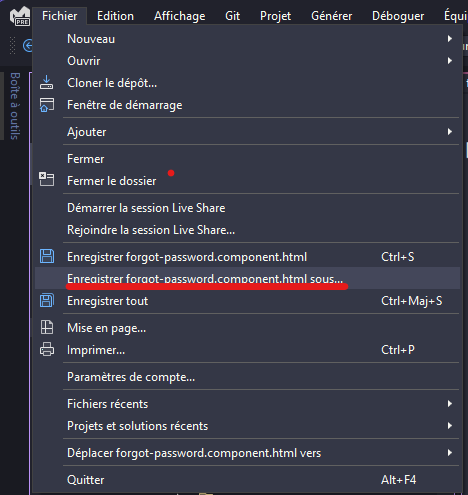 PRE
Fichier Edition Affichage Git Projet Générer Déboguer Équi
Boîte à outils
Nouveau
Ouvrir
Cloner le dépôt...
Fenêtre de démarrage
Ajouter
Fermer
Fermer le dossier
Démarrer la session Live Share
Rejoindre la session Live Share...
Enregistrer forgot-password.component.html Ctrl+S
Enregistrer forgot-password.component.html sous...
Enregistrer tout Ctrl+Maj+S
Mise en page...
Imprimer... Ctrl+P
Paramètres de compte...
Fichiers récents
Projets et solutions récents
Déplacer forgot-password.component.html vers
Quitter Alt+F4